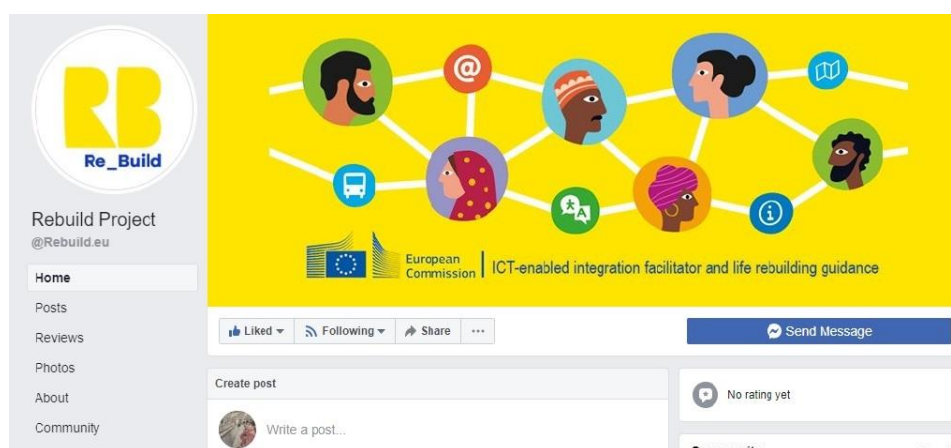 RB
Re_Build
Rebuild Project
@Rebuild.eu
Home
Posts
Reviews
Photos
About
Community
@
*A
i
European
Commission
ICT-enabled integration facilitator and life rebuilding guidance
Liked
Following
Share
...
Send Message
Create post
Write a post...
No rating yet